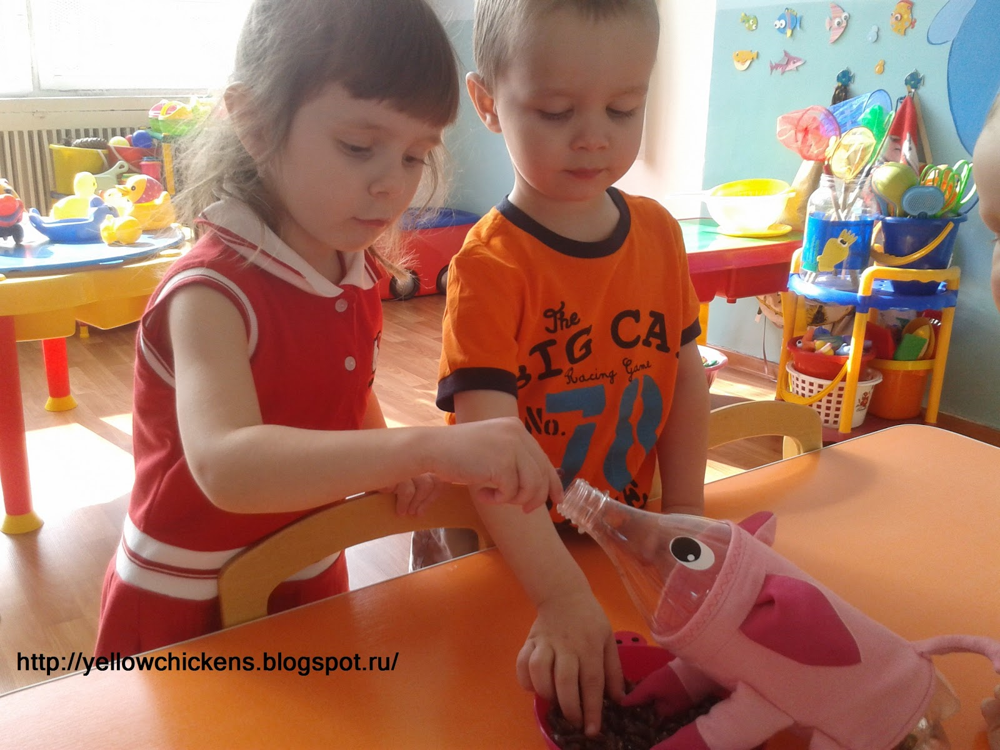 The
BIG CA
Racing Game
No. 70
http://yellowchickens.blogspot.ru/